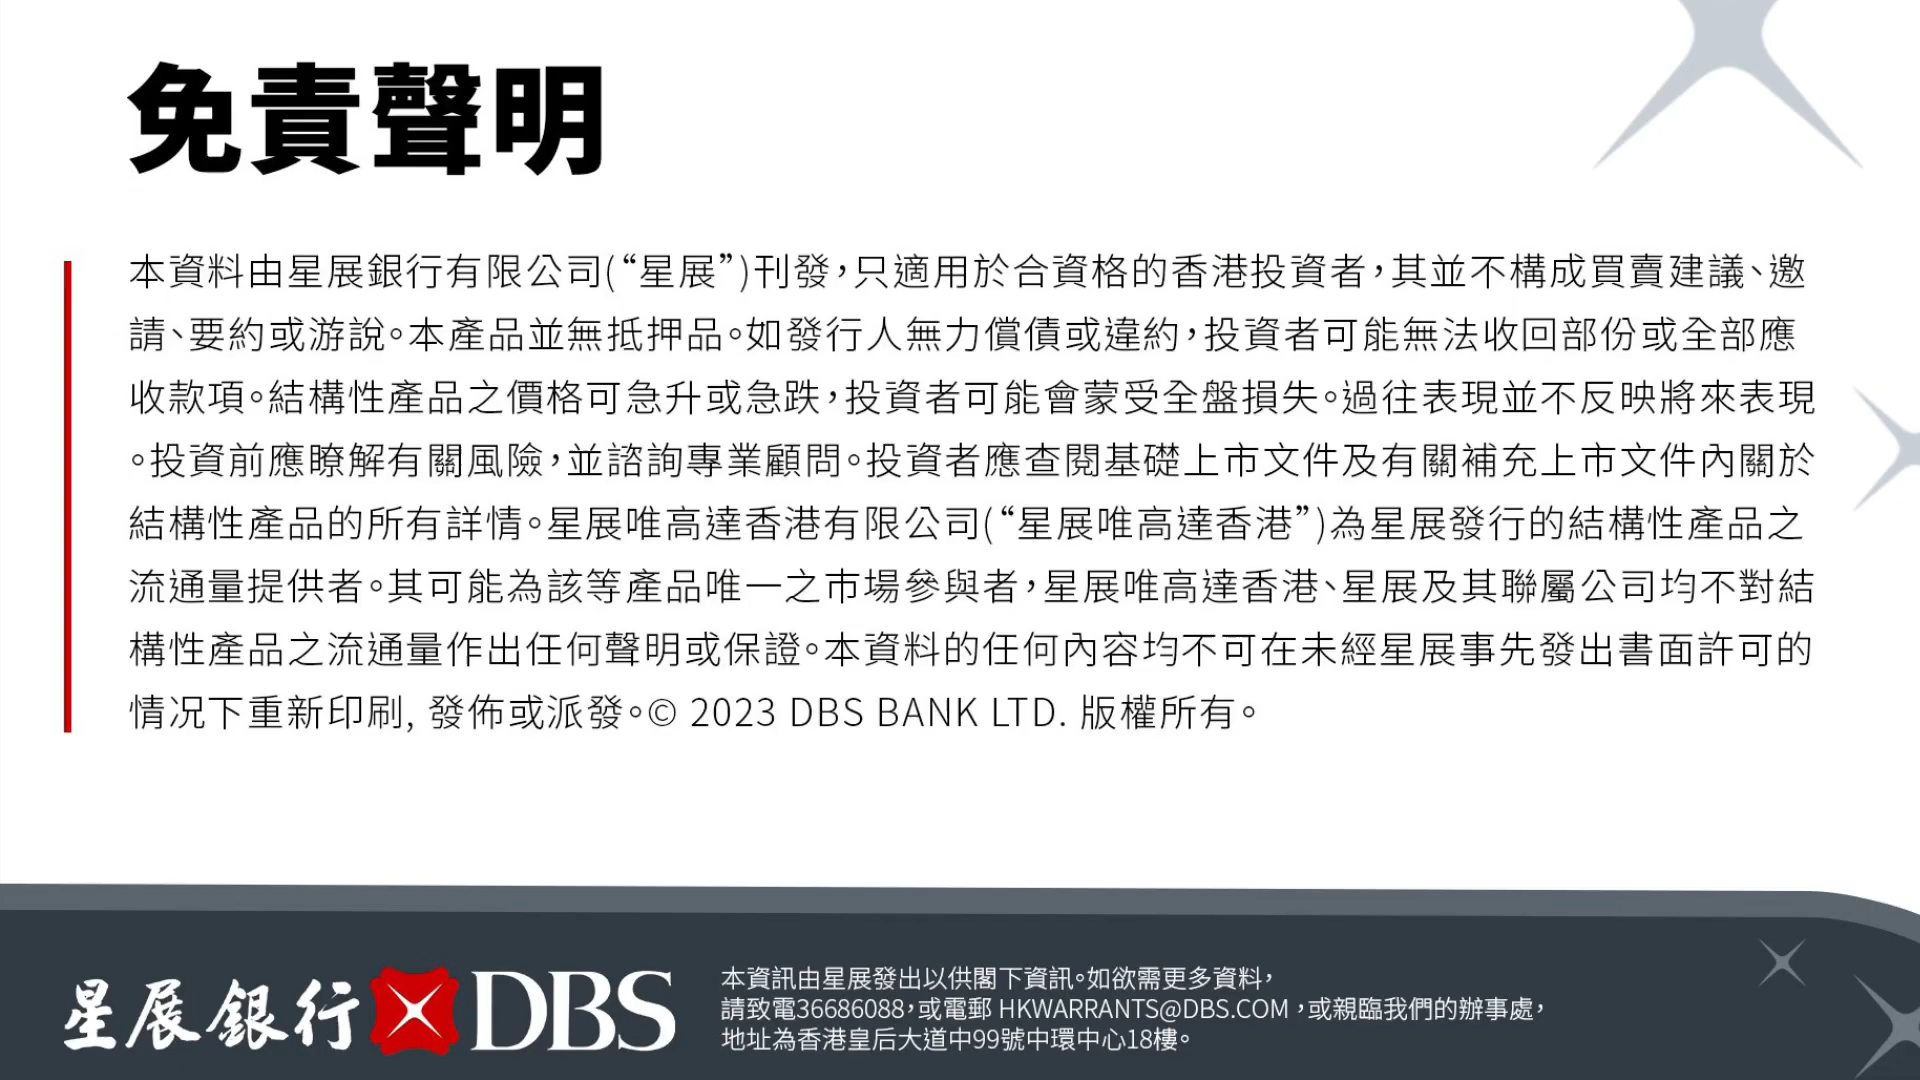 免責聲明
本資料由星展銀行有限公司(“星展”)刊發，只適用於合資格的香港投資者，其並不構成買賣建議、邀
請、要約或游說。本產品並無抵押品。如發行人無力償債或違約，投資者可能無法收回部份或全部應
收款項。結構性產品之價格可急升或急跌，投資者可能會蒙受全盤損失。過往表現並不反映將來表現
。投資前應瞭解有關風險，並諮詢專業顧問。投資者應查閱基礎上市文件及有關補充上市文件內關於
結構性產品的所有詳情。星展唯高達香港有限公司(“星展唯高達香港”)為星展發行的結構性產品之
流通量提供者。其可能為該等產品唯一之市場參與者，星展唯高達香港、星展及其聯屬公司均不對結
構性產品之流通量作出任何聲明或保證。本資料的任何內容均不可在未經星展事先發出書面許可的
情況下重新印刷, 發佈或派發。© 2023 DBS BANK LTD. 版權所有。
星展銀行 DBS
本資訊由星展發出以供閣下資訊。如欲需更多資料，
請致電36686088，或電郵 HKWARRANTS@DBS.COM ，或親臨我們的辦事處，
地址為香港皇后大道中99號中環中心18樓。